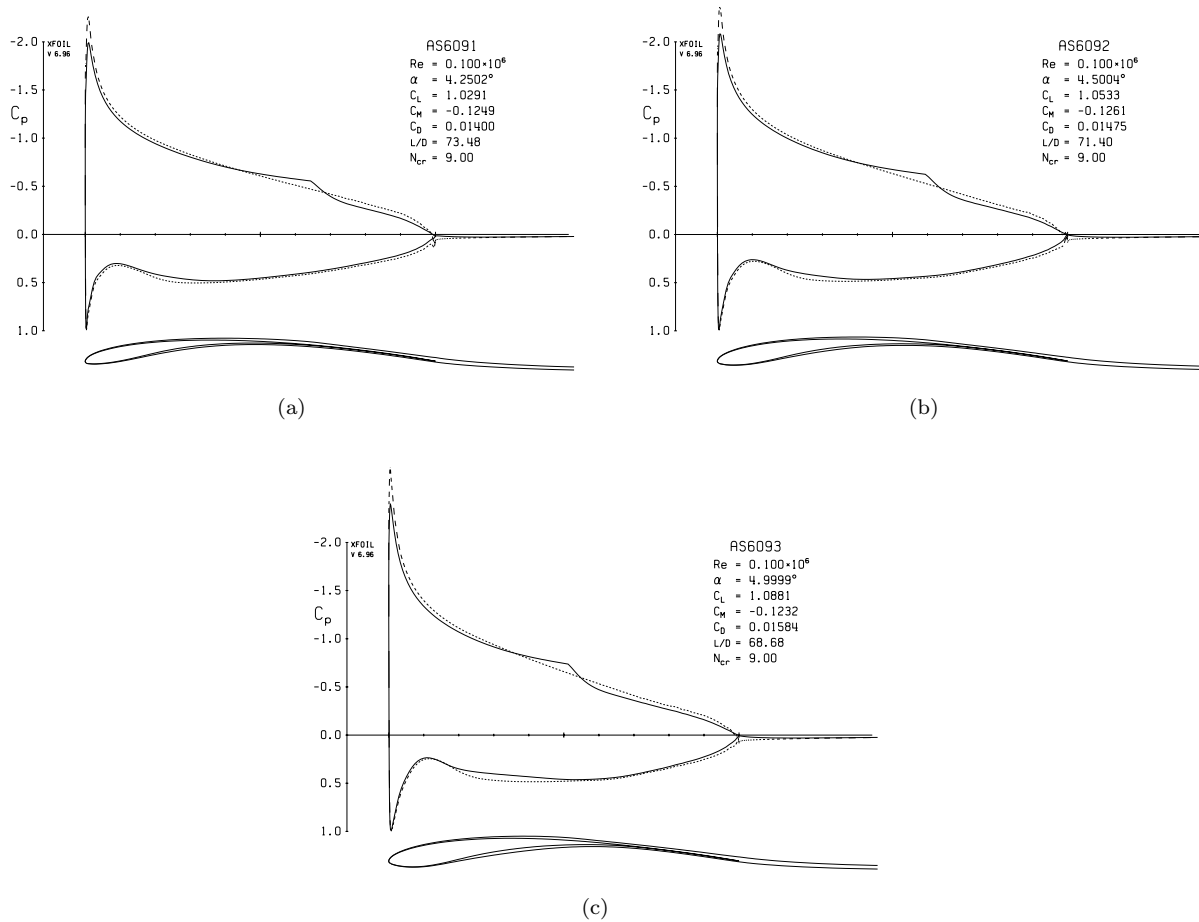 -2.0
XFOIL
V 6.96
-1.5
-1.0
Cp
-0.5
0.0
0.5
1.0
AS6091
Re = 0.100×10⁶
α = 4.2502°
CL = 1.0291
CM = -0.1249
CD = 0.01400
L/D = 73.48
Ncr = 9.00
(a)
-2.0
XFOIL
V 6.96
-1.5
-1.0
Cp
-0.5
0.0
0.5
1.0
AS6092
Re = 0.100×10⁶
α = 4.5004°
CL = 1.0533
CM = -0.1261
CD = 0.01475
L/D = 71.40
Ncr = 9.00
(b)
-2.0
XFOIL
V 6.96
-1.5
-1.0
Cp
-0.5
0.0
0.5
1.0
AS6093
Re = 0.100×10⁶
α = 4.9999°
CL = 1.0881
CM = -0.1232
CD = 0.01584
L/D = 68.68
Ncr = 9.00
(c)